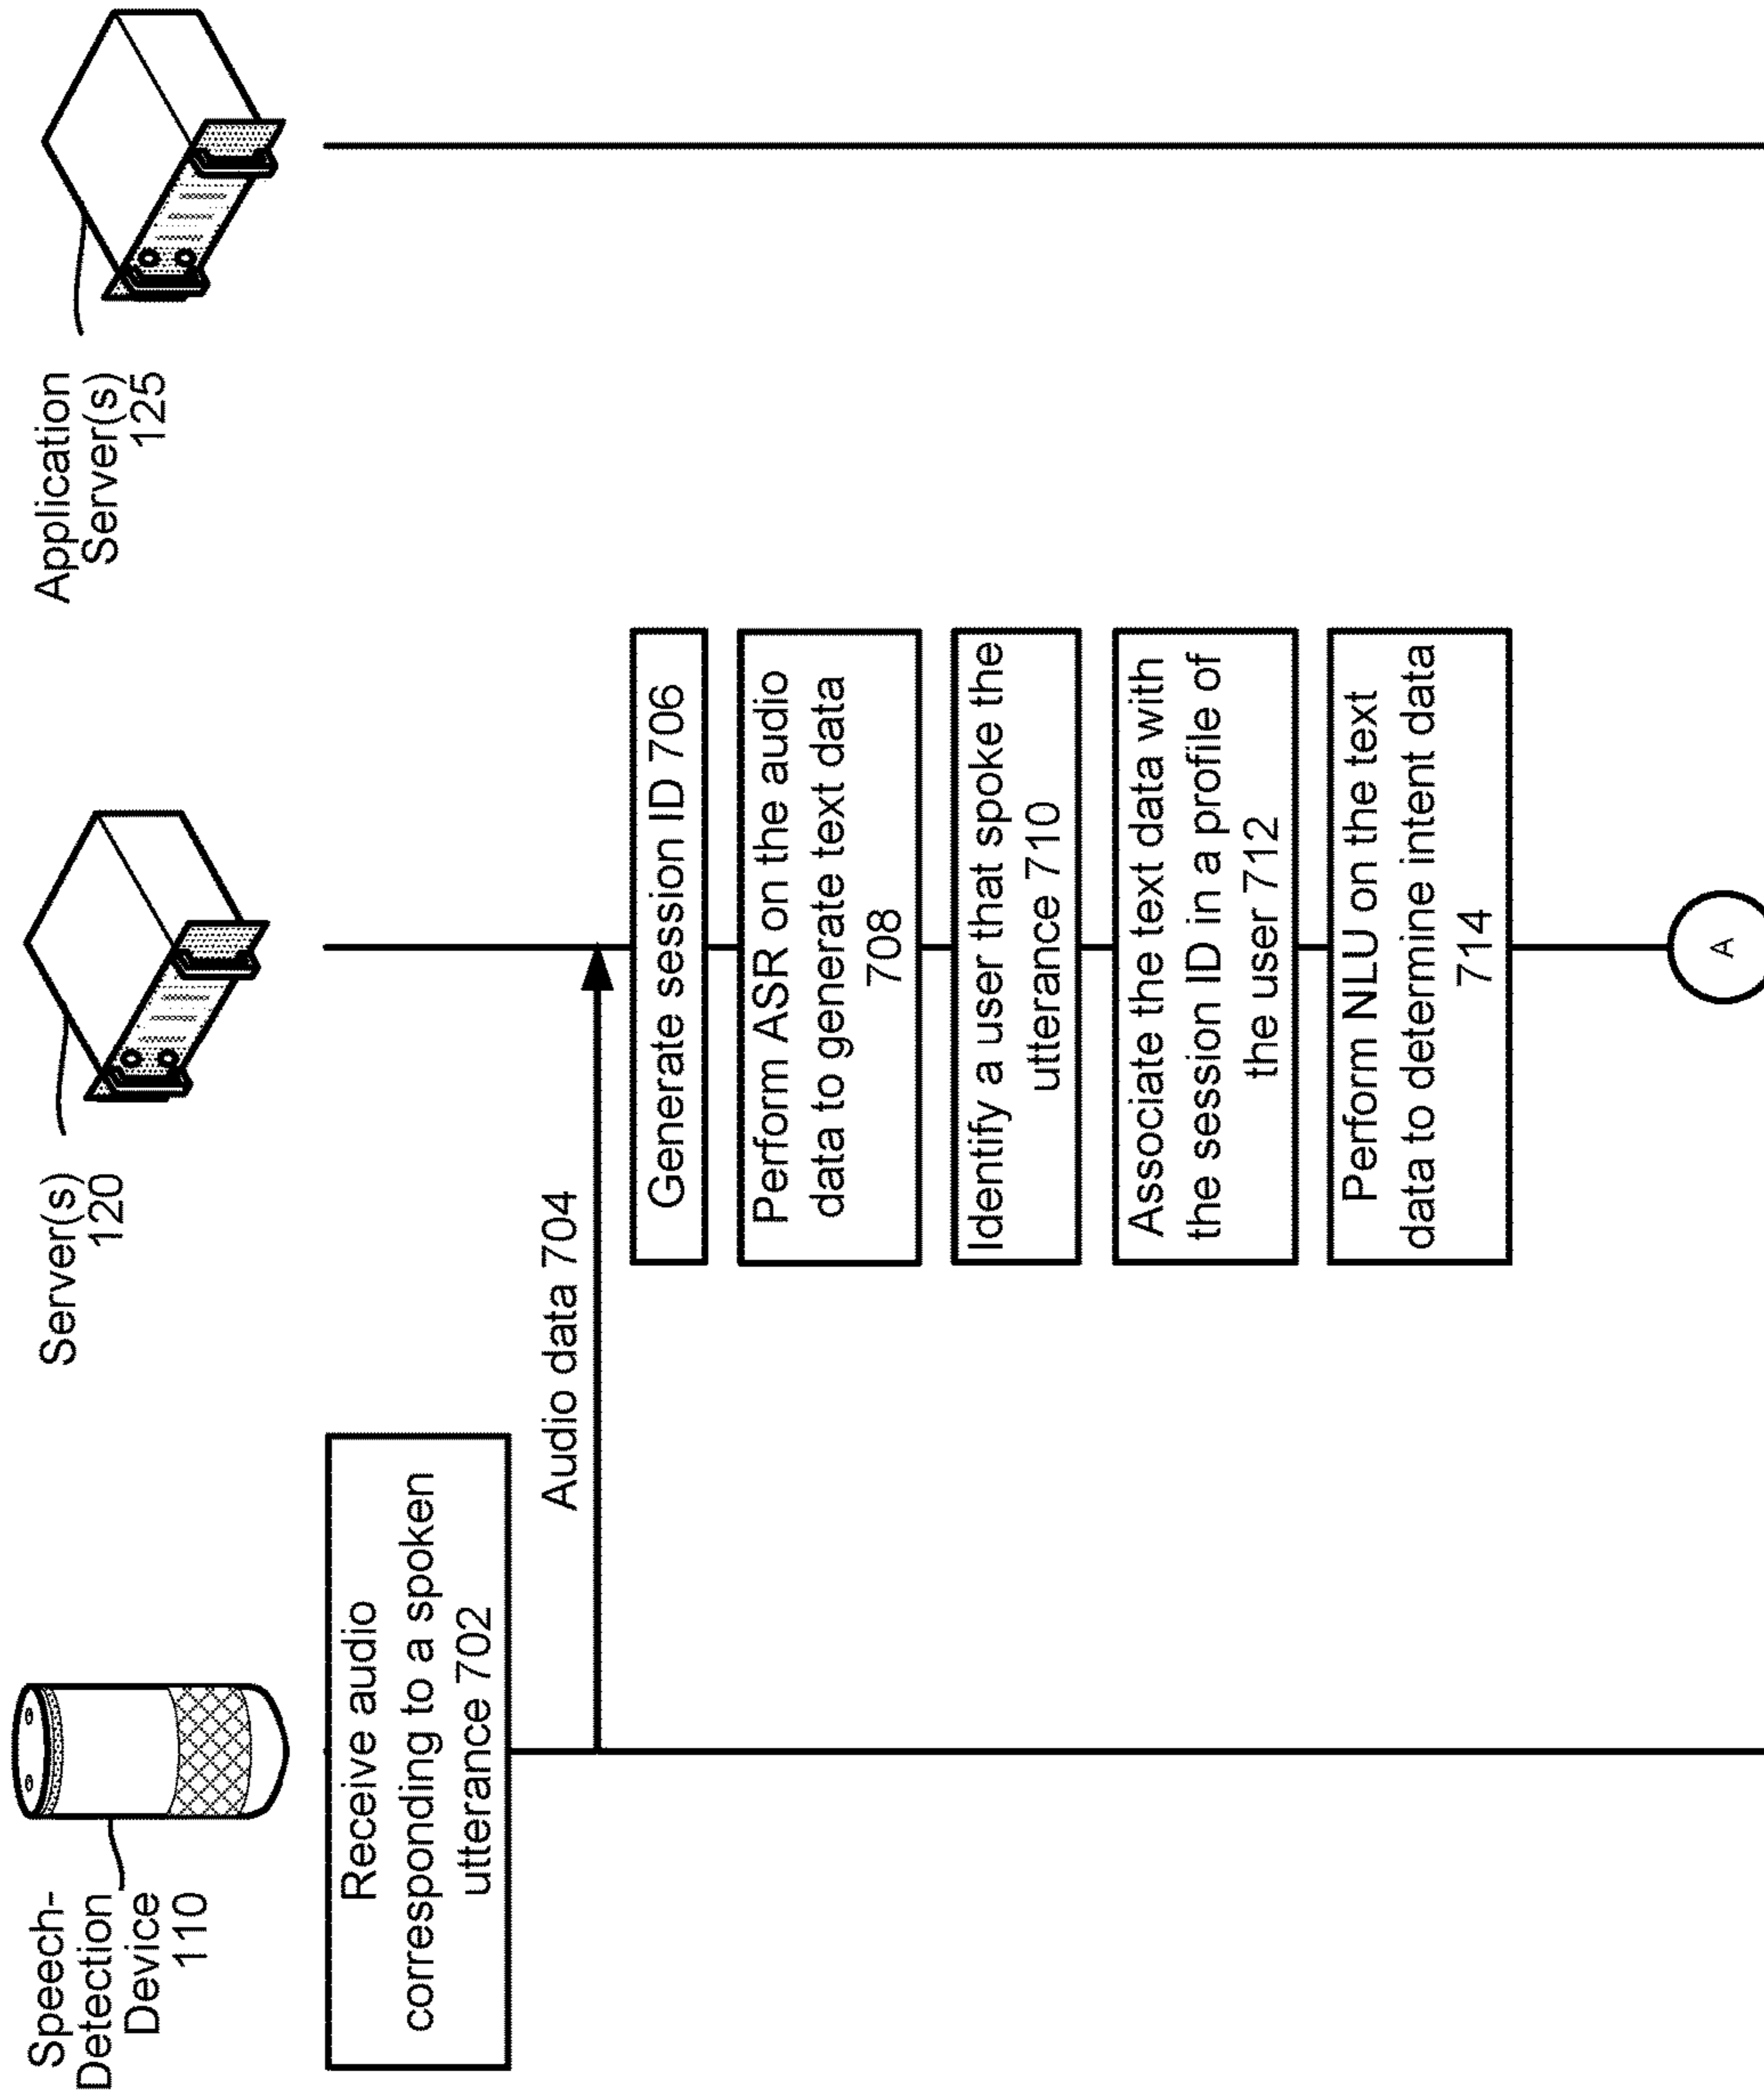 Speech-
Detection
Device
110
Server(s)
120
Application
Server(s)
125
Receive audio
corresponding to a spoken
utterance 702
Audio data 704
Generate session ID 706
Perform ASR on the audio
data to generate text data
708
Identify a user that spoke the
utterance 710
Associate the text data with
the session ID in a profile of
the user 712
Perform NLU on the text
data to determine intent data
714
A